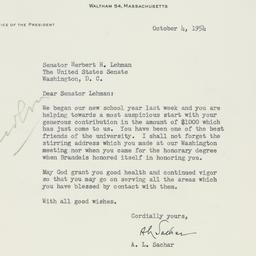 WALTHAM 54, MASSACHUSETTS
FICE OF THE PRESIDENT
October 4, 1954
Senator Herbert H. Lehman
The United States Senate
Washington, D. C.
Dear Senator Lehman:
We began our new school year last week and you are
helping towards a most auspicious start with your
generous contribution in the amount of $1000 which
has just come to us. You have been one of the best
friends of the university. I shall not forget the
stirring address which you made at our Washington
meeting nor when you came for the honorary degree
when Brandeis honored itself in honoring you.
May God grant you good health and continued vigor
so that you may go on serving all the areas which
you have blessed by contact with them.
With all good wishes.
Cordially yours,
A L Sachar
A. L. Sachar